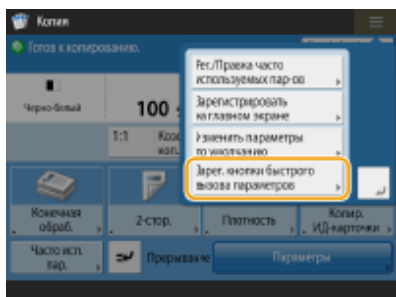 Копия
Готов к копированию.
Рег./Правка часто
используемых пар-ов
Зарегистрировать
на главном экране
Изменить параметры
по умолчанию
Зарег. кнопки быстрого
вызова параметров
Черно-белый
100
1:1
Конечная
обраб.
2-стор.
Плотность
Копир.
ИД-карточки
Часто исп.
пар.
Прерывание
Параметры